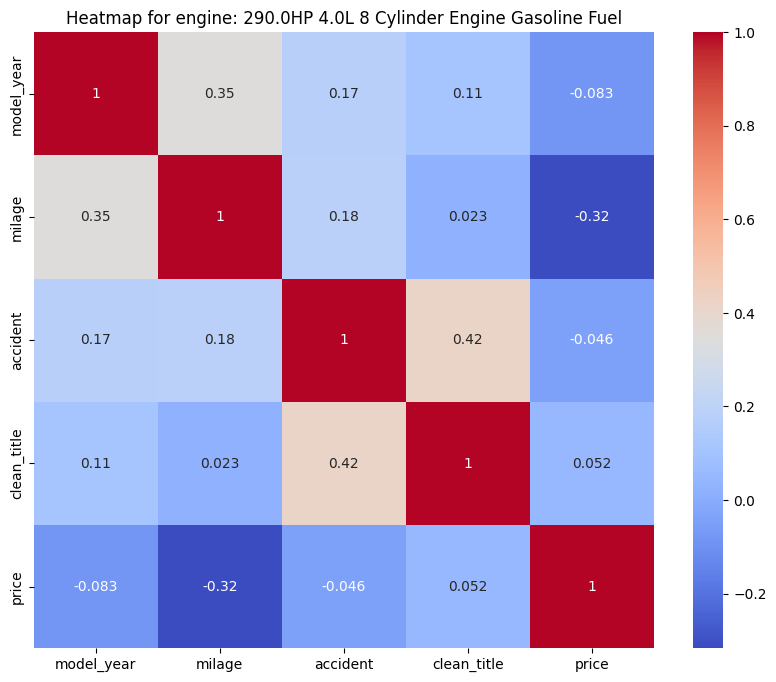 Heatmap for engine: 290.0HP 4.0L 8 Cylinder Engine Gasoline Fuel
model_year
1
0.35
0.17
0.11
-0.083
milage
0.35
1
0.18
0.023
-0.32
accident
0.17
0.18
1
0.42
-0.046
clean_title
0.11
0.023
0.42
1
0.052
price
-0.083
-0.32
-0.046
0.052
1
model_year
milage
accident
clean_title
price
1.0
0.8
0.6
0.4
0.2
0.0
−0.2